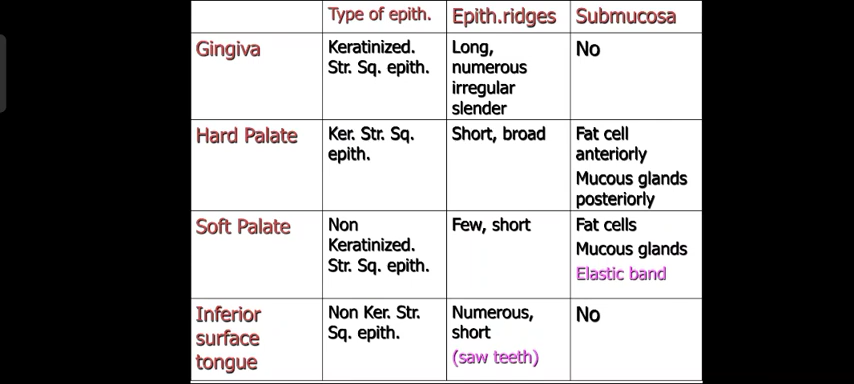 Type of epith. Epith.ridges Submucosa
Gingiva
Keratinized.
Str. Sq. epith.
Long,
numerous
irregular
slender
No
Hard Palate
Ker. Str. Sq.
epith.
Short, broad
Fat cell
anteriorly
Mucous glands
posteriorly
Soft Palate
Non
Keratinized.
Str. Sq. epith.
Few, short
Fat cells
Mucous glands
Elastic band
Inferior
surface
tongue
Non Ker. Str.
Sq. epith.
Numerous,
short
(saw teeth)
No